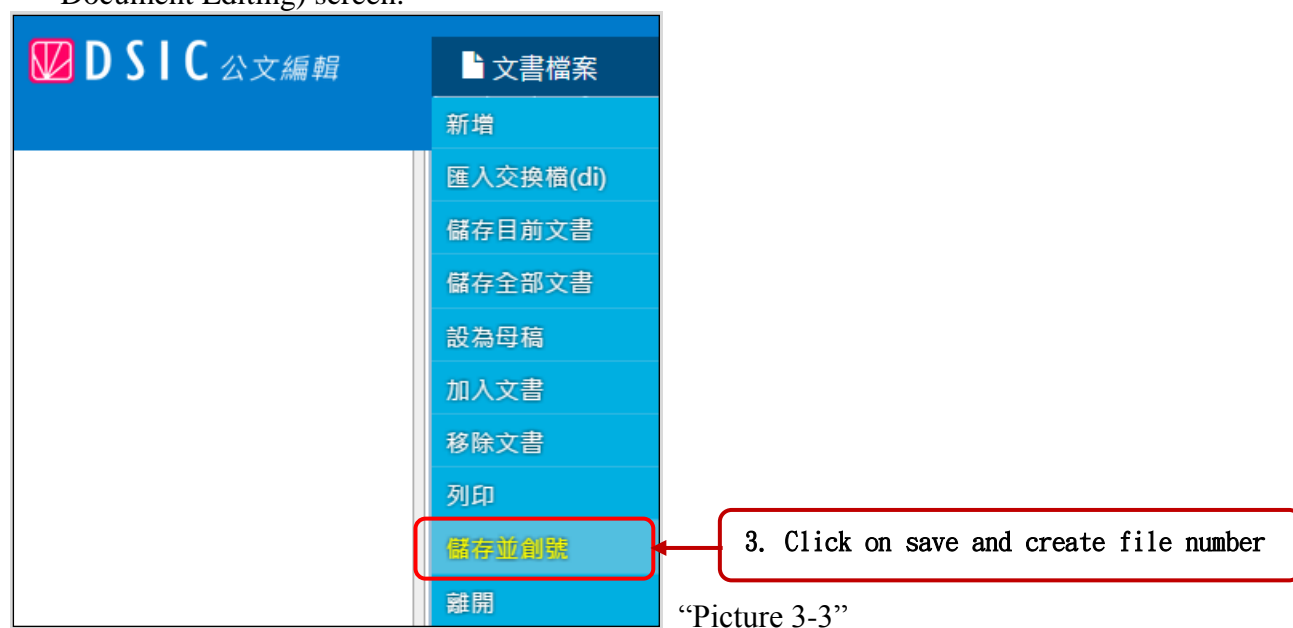 Document Editing) screen.
DSIC 公文編輯
文書檔案
新增
匯入交換檔(di)
儲存目前文書
儲存全部文書
設為母稿
加入文書
移除文書
列印
儲存並創號
3. Click on save and create file number
離開
“Picture 3-3”